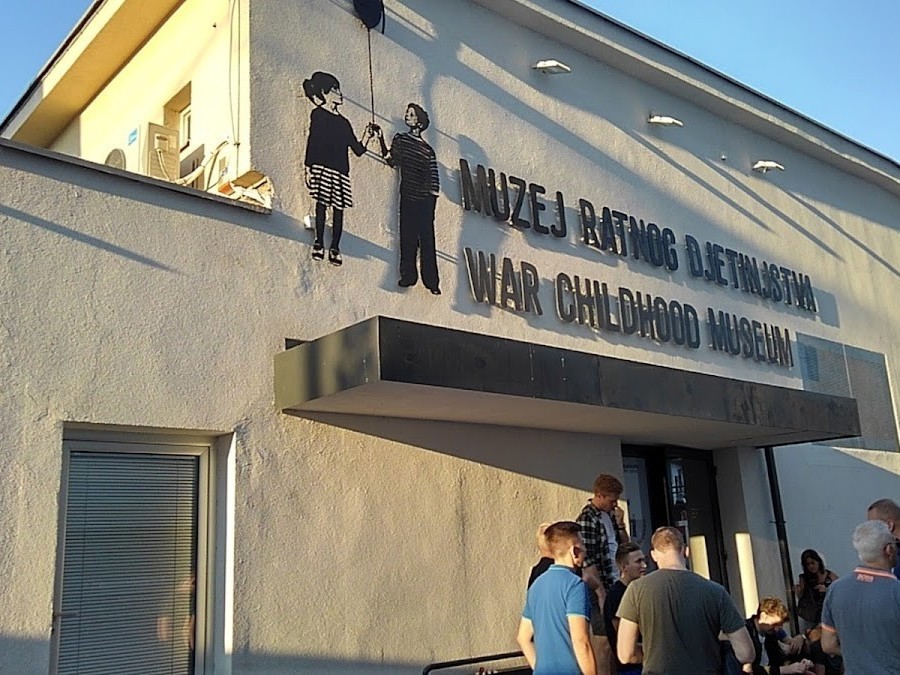 MUZEJ RATNOG DJETINJSTVA
WAR CHILDHOOD MUSEUM